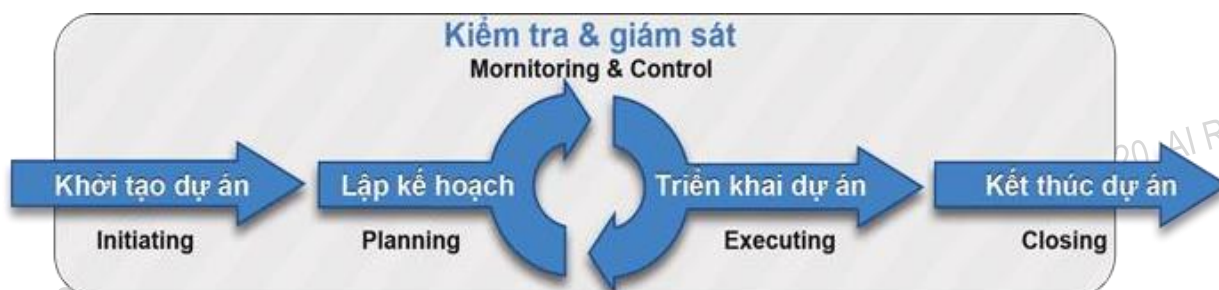 Kiểm tra & giám sát
Mornitoring & Control
Khởi tạo dự án
Lập kế hoạch
Triển khai dự án
Kết thúc dự án
Initiating
Planning
Executing
Closing